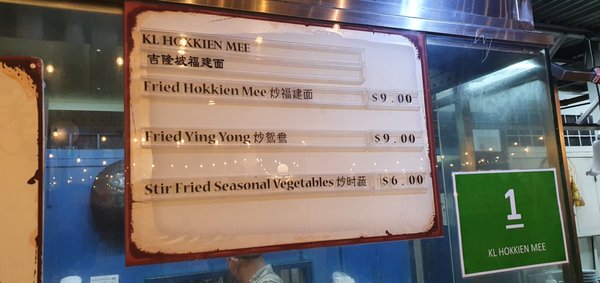 KL HOKKIEN MEE
吉隆坡福建面
Fried Hokkien Mee 炒福建面 $9.00
Fried Ying Yong 炒鸳鸯 $9.00
Stir Fried Seasonal Vegetables 炒时蔬 $6.00
1
KL HOKKIEN MEE